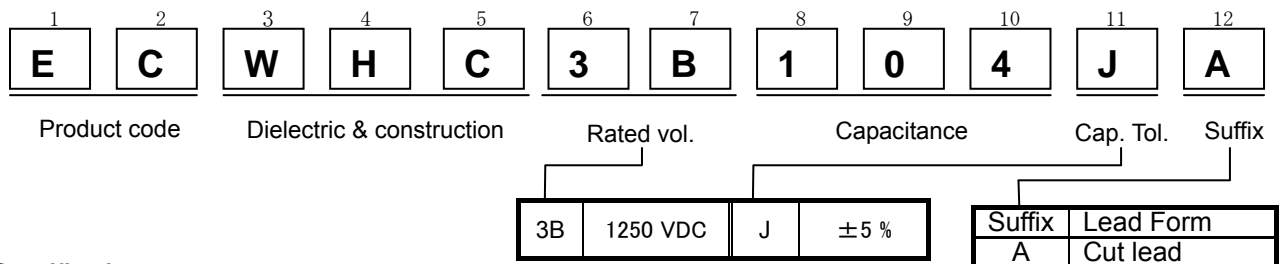 1 2 3 4 5 6 7 8 9 10 11 12
E C W H C 3 B 1 0 4 J A
Product code Dielectric & construction Rated vol. Capacitance Cap. Tol. Suffix
3B 1250 VDC J ±5 %
Suffix Lead Form
A Cut lead